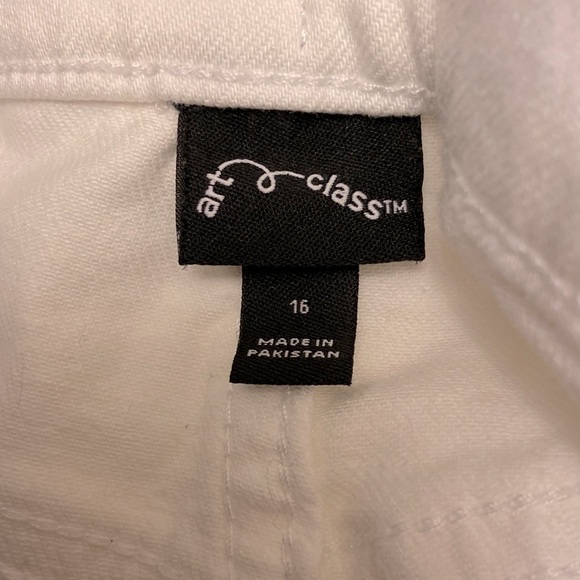 art class™
16
MADE IN
PAKISTAN